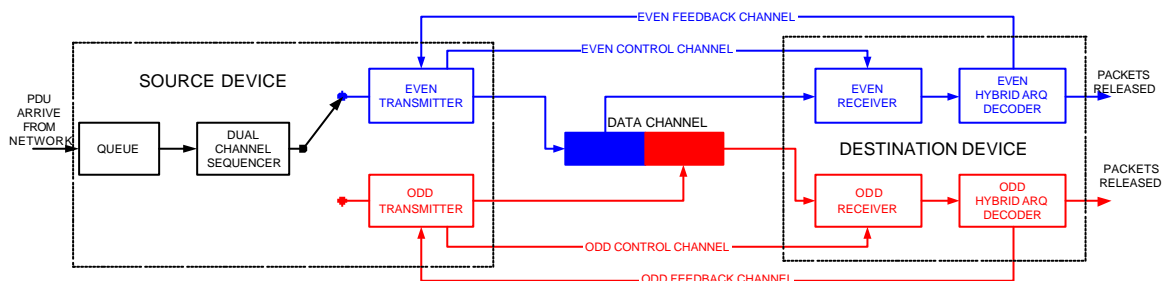 EVEN FEEDBACK CHANNEL
EVEN CONTROL CHANNEL
SOURCE DEVICE
PDU
ARRIVE
FROM
NETWORK
QUEUE
DUAL
CHANNEL
SEQUENCER
EVEN
TRANSMITTER
DATA CHANNEL
EVEN
RECEIVER
EVEN
HYBRID ARQ
DECODER
PACKETS
RELEASED
DESTINATION DEVICE
ODD
TRANSMITTER
ODD
RECEIVER
ODD
HYBRID ARQ
DECODER
PACKETS
RELEASED
ODD CONTROL CHANNEL
ODD FEEDBACK CHANNEL